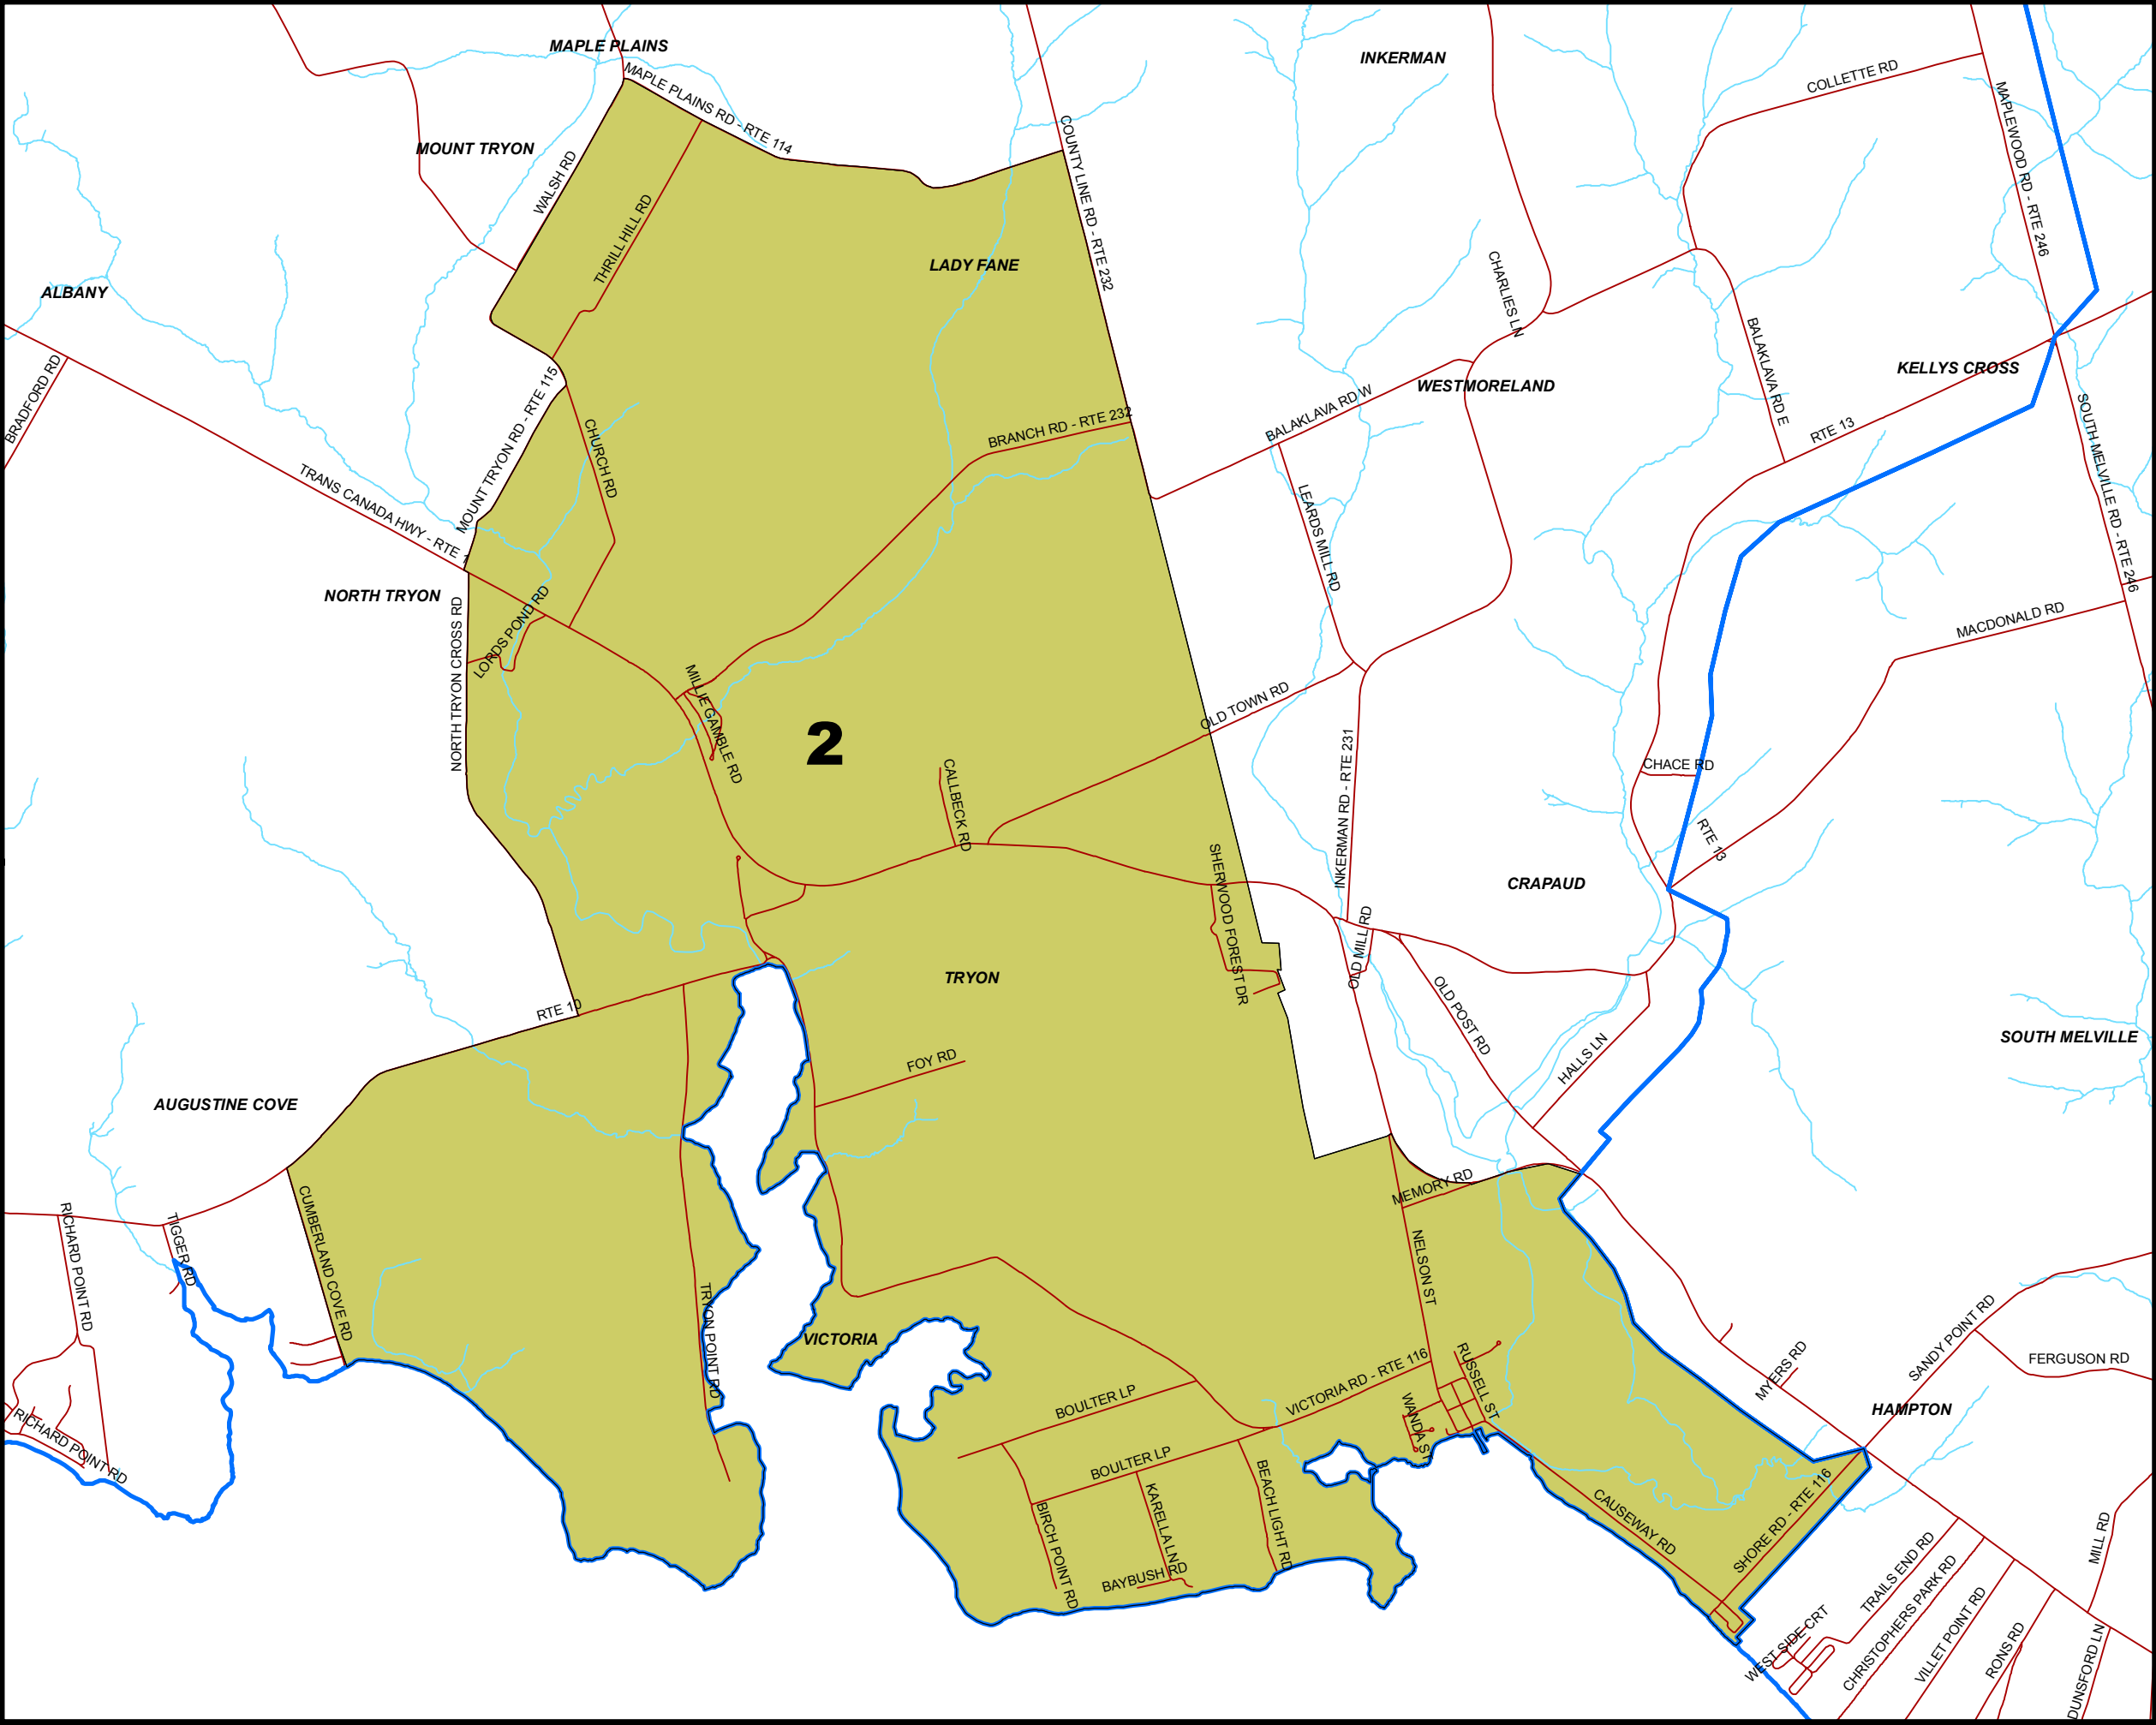 MAPLE PLAINS
INKERMAN
COLLETTE RD
MAPLE PLAINS RD - RTE 114
MOUNT TRYON
WALSH RD
COUNTY LINE RD - RTE 232
MAPLEWOOD RD - RTE 246
THRILL HILL RD
LADY FANE
ALBANY
CHARLIES LN
BALAKLAVA RD E
KELLYS CROSS
BRADFORD RD
MOUNT TRYON RD - RTE 115
WESTMORELAND
BALAKLAVA RD W
BRANCH RD - RTE 232
CHURCH RD
RTE 13
SOUTH MELVILLE RD - RTE 246
TRANS CANADA HWY - RTE 1
LEARDS MILL RD
NORTH TRYON
NORTH TRYON CROSS RD
LORDS POND RD
MACDONALD RD
MILLIE GAMBLE RD
OLD TOWN RD
2
INKERMAN RD - RTE 231
CHACE RD
CALLBECK RD
RTE 13
SHERWOOD FOREST DR
CRAPAUD
OLD MILL RD
TRYON
OLD POST RD
RTE 10
SOUTH MELVILLE
FOY RD
HALLS LN
AUGUSTINE COVE
CUMBERLAND COVE RD
MEMORY RD
RICHARD POINT RD
TIGGER RD
NELSON ST
TRYON POINT RD
VICTORIA
SANDY POINT RD
FERGUSON RD
MYERS RD
RUSSELL ST
VICTORIA RD - RTE 116
BOULTER LP
WANDA ST
HAMPTON
RICHARD POINT RD
BOULTER LP
BEACH LIGHT RD
KARELLA LN
BIRCH POINT RD
BAYBUSH RD
CAUSEWAY RD
SHORE RD - RTE 116
MILL RD
TRAILS END RD
CHRISTOPHERS PARK RD
VILLET POINT RD
RONS RD
WEST SIDE CRT
DUNSFORD LN